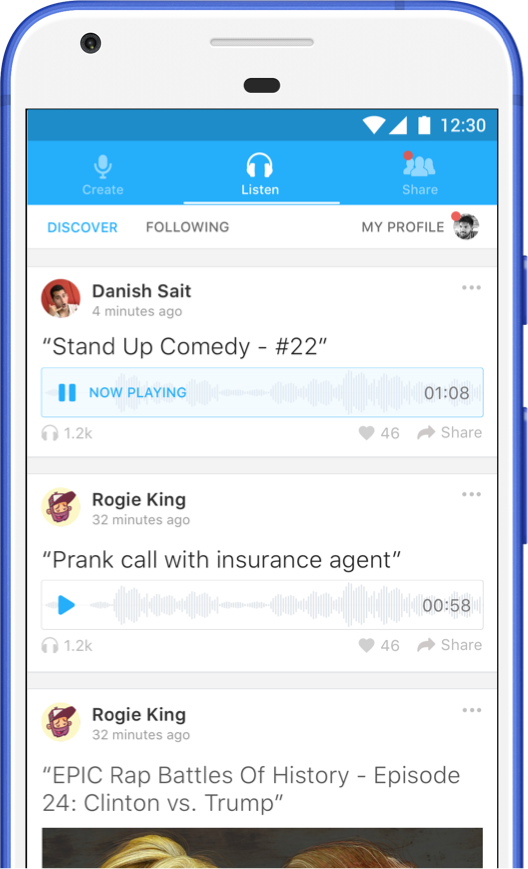 12:30
Create
Listen
Share
DISCOVER FOLLOWING MY PROFILE
Danish Sait
4 minutes ago
“Stand Up Comedy - #22”
NOW PLAYING 01:08
1.2k 46 Share
Rogie King
32 minutes ago
“Prank call with insurance agent”
00:58
1.2k 46 Share
Rogie King
32 minutes ago
“EPIC Rap Battles Of History - Episode
24: Clinton vs. Trump”